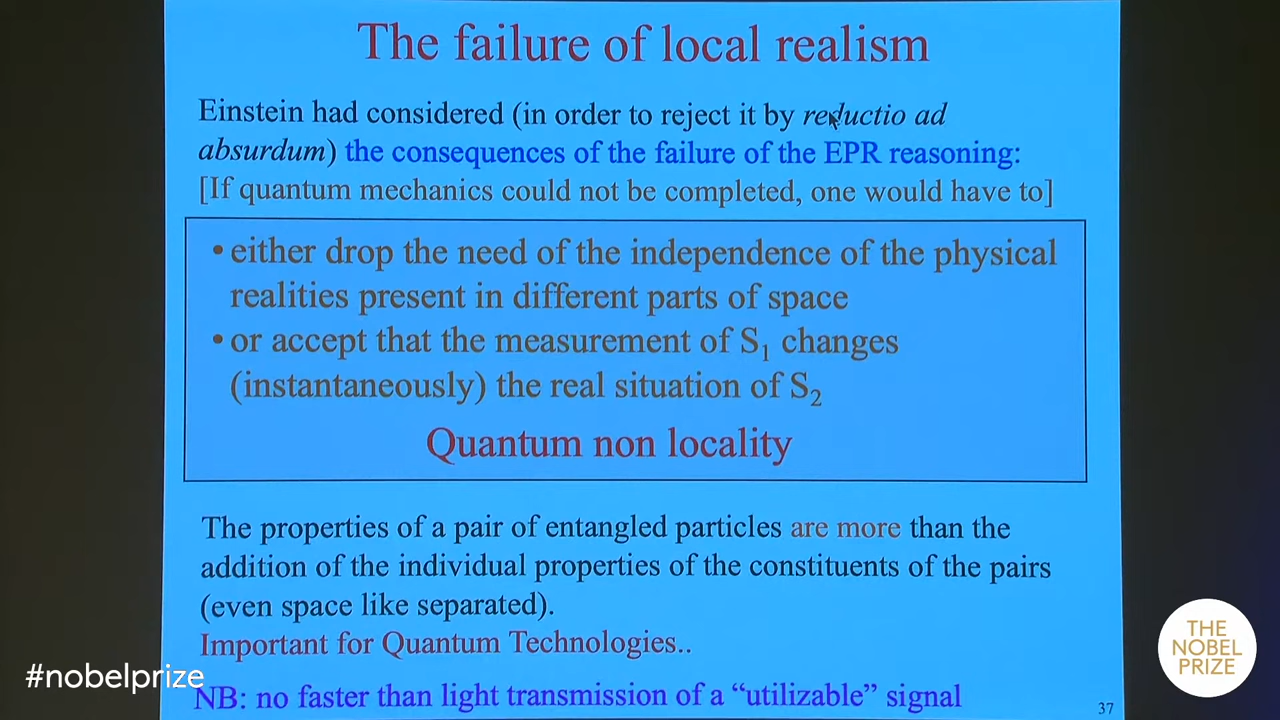 The failure of local realism
Einstein had considered (in order to reject it by reductio ad
absurdum) the consequences of the failure of the EPR reasoning:
[If quantum mechanics could not be completed, one would have to]
• either drop the need of the independence of the physical
realities present in different parts of space
• or accept that the measurement of S₁ changes
(instantaneously) the real situation of S₂
Quantum non locality
The properties of a pair of entangled particles are more than the
addition of the individual properties of the constituents of the pairs
(even space like separated).
Important for Quantum Technologies..
NB: no faster than light transmission of a “utilizable” signal
37
#nobelprize
THE
NOBEL
PRIZE